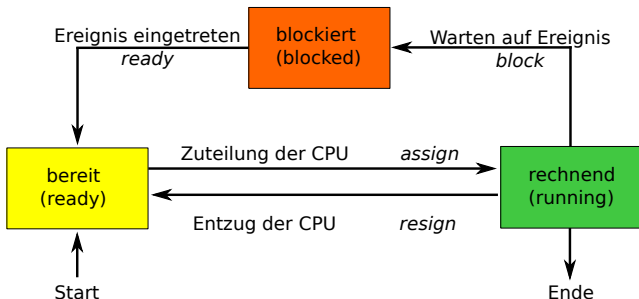 Ereignis eingetreten
ready
blockiert
(blocked)
Warten auf Ereignis
block
bereit
(ready)
Zuteilung der CPU assign
Entzug der CPU resign
rechnend
(running)
Start
Ende